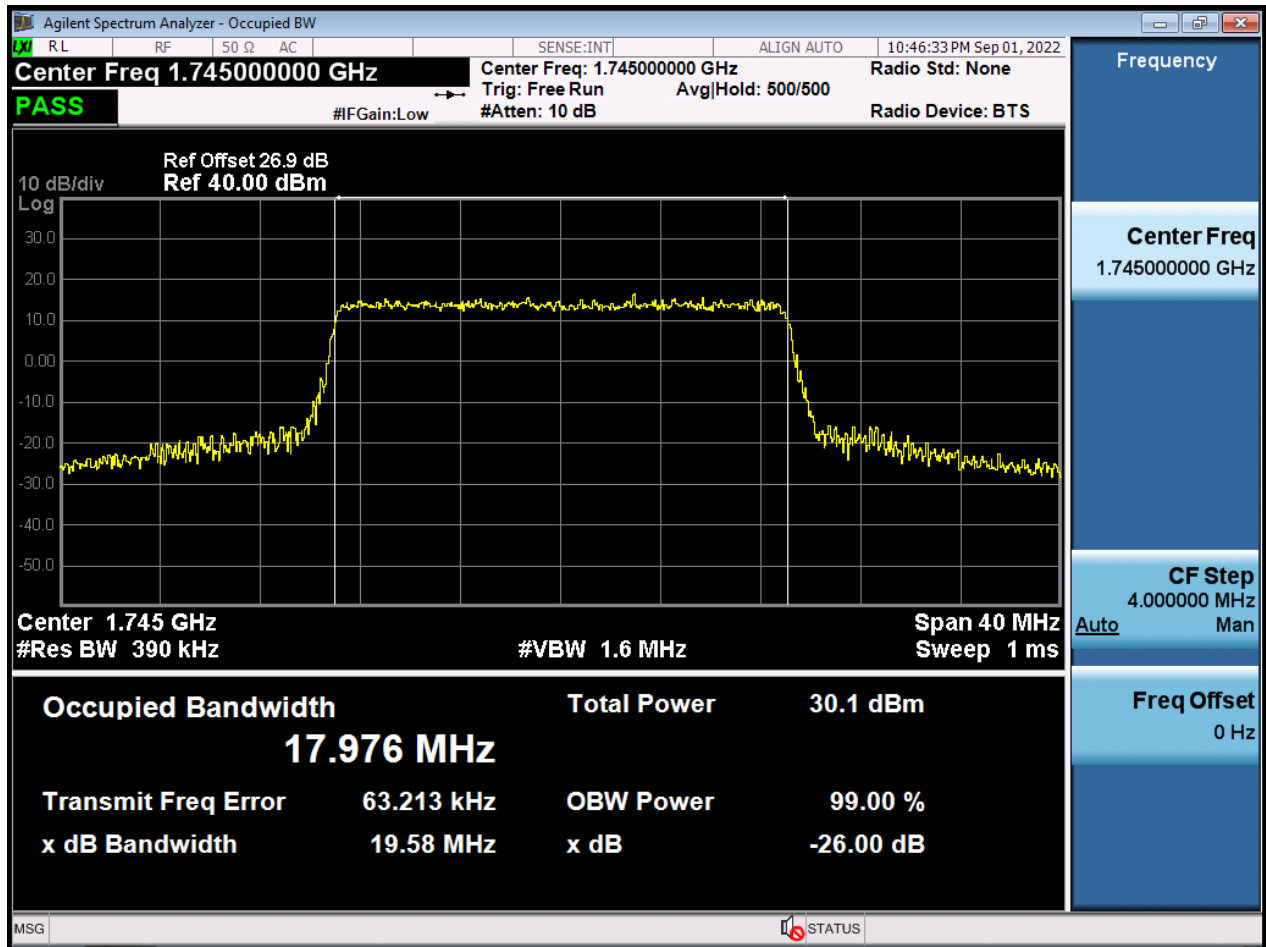 Agilent Spectrum Analyzer - Occupied BW
LXI RL RF 50 Ω AC SENSE:INT ALIGN AUTO 10:46:33 PM Sep 01, 2022
Center Freq 1.745000000 GHz
PASS
#IFGain:Low
Center Freq: 1.745000000 GHz
Trig: Free Run Avg|Hold: 500/500
#Atten: 10 dB
Radio Std: None
Radio Device: BTS
Ref Offset 26.9 dB
10 dB/div Ref 40.00 dBm
Log
30.0
20.0
10.0
0.00
-10.0
-20.0
-30.0
-40.0
-50.0
Center 1.745 GHz Span 40 MHz
#Res BW 390 kHz #VBW 1.6 MHz Sweep 1 ms
Occupied Bandwidth Total Power 30.1 dBm
17.976 MHz
Transmit Freq Error 63.213 kHz OBW Power 99.00 %
x dB Bandwidth 19.58 MHz x dB -26.00 dB
Frequency
Center Freq
1.745000000 GHz
CF Step
4.000000 MHz
Auto Man
Freq Offset
0 Hz
MSG STATUS